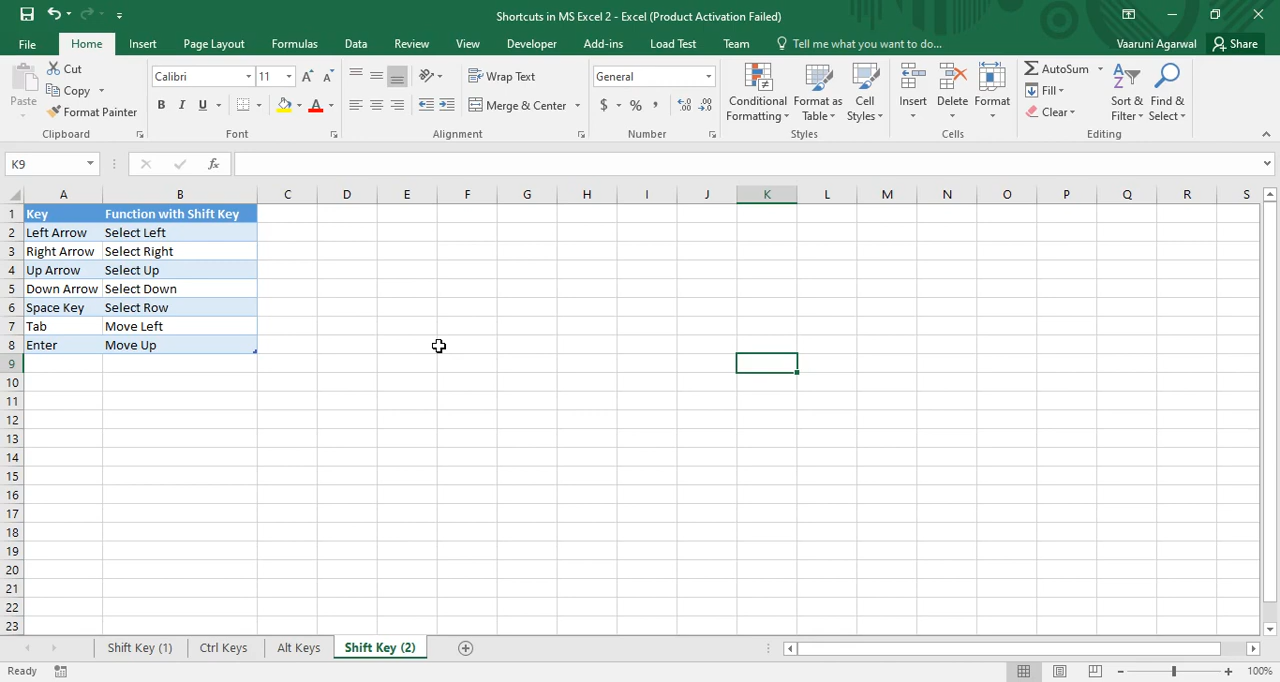 Shortcuts in MS Excel 2 - Excel (Product Activation Failed)
File Home Insert Page Layout Formulas Data Review View Developer Add-ins Load Test Team Tell me what you want to do... Vaaruni Agarwal Share
Paste
Cut
Copy
Format Painter
Clipboard
Calibri 11
B I U A
Font
Wrap Text
Merge & Center
Alignment
General
$ % ,
Number
Conditional Formatting
Format as Table
Cell Styles
Styles
Insert
Delete
Format
Cells
AutoSum
Fill
Clear
Sort & Filter
Find & Select
Editing
K9 fx
A B C D E F G H I J K L M N O P Q R S
1 Key Function with Shift Key
2 Left Arrow Select Left
3 Right Arrow Select Right
4 Up Arrow Select Up
5 Down Arrow Select Down
6 Space Key Select Row
7 Tab Move Left
8 Enter Move Up
9
10
11
12
13
14
15
16
17
18
19
20
21
22
23
Shift Key (1) Ctrl Keys Alt Keys Shift Key (2)
Ready 100%